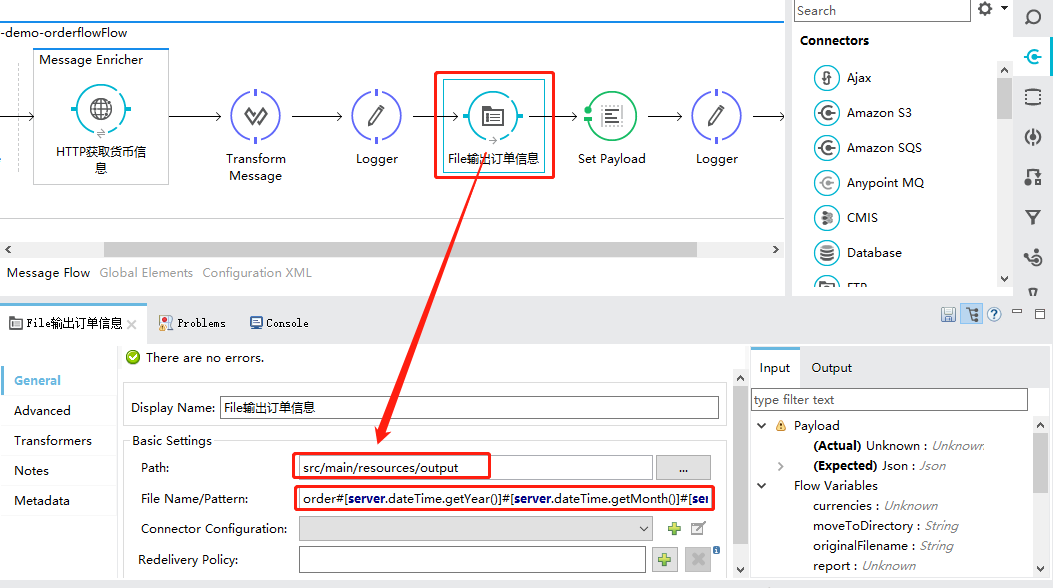 Search
-demo-orderflowFlow
Connectors
Message Enricher
Ajax
Amazon S3
Amazon SQS
Anypoint MQ
CMIS
Database
HTTP获取货币信
息
Transform
Message
Logger
File输出订单信息
Set Payload
Logger
Message Flow Global Elements Configuration XML
File输出订单信息 Problems Console
There are no errors.
General
Advanced
Transformers
Notes
Metadata
Display Name: File输出订单信息
Basic Settings
Path: src/main/resources/output ...
File Name/Pattern: order#[server.dateTime.getYear()]#[server.dateTime.getMonth()]#[ser
Connector Configuration:
Redelivery Policy:
Input Output
type filter text
Payload
(Actual) Unknown : Unknown
(Expected) Json : Json
Flow Variables
currencies : Unknown
moveToDirectory : String
originalFilename : String
report : Unknown